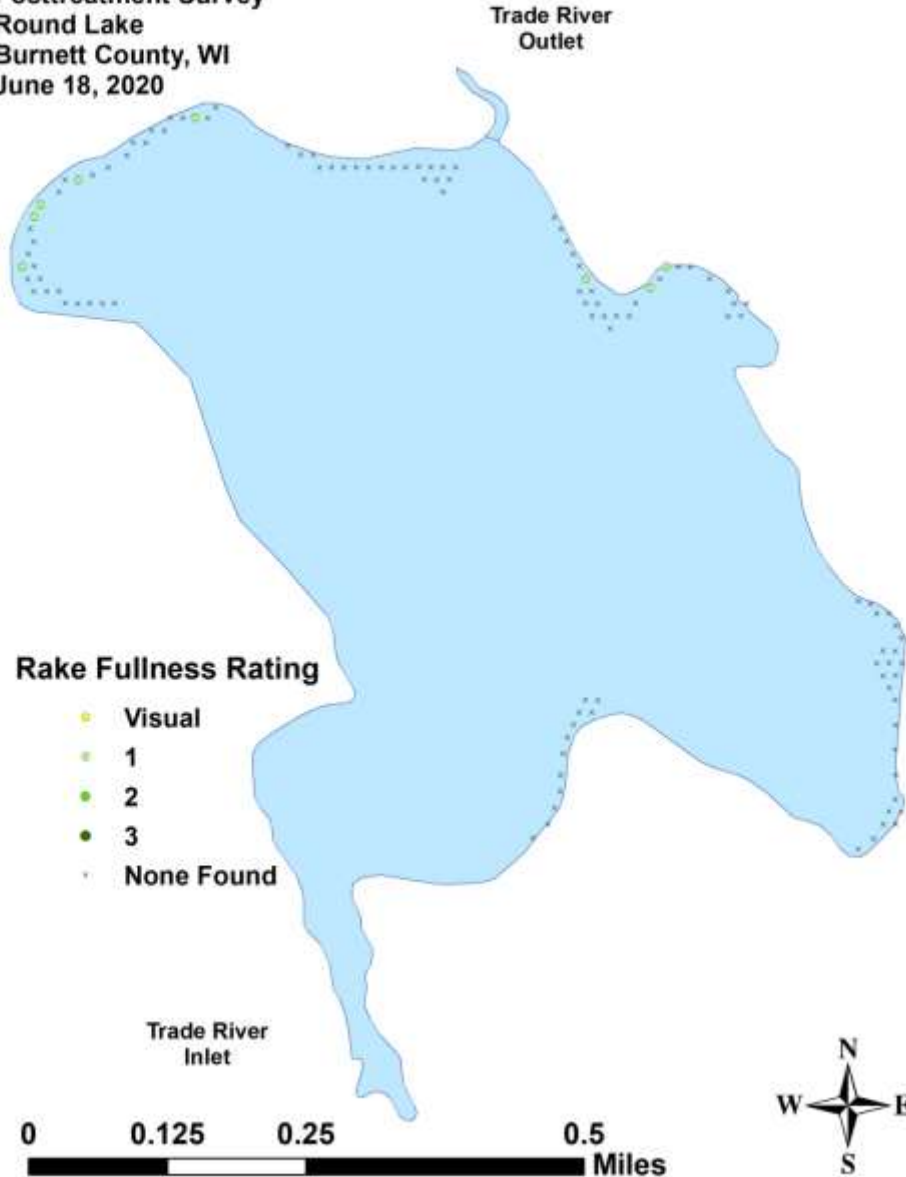 Round Lake
Burnett County, WI
June 18, 2020
Trade River
Outlet
Rake Fullness Rating
Visual
1
2
3
None Found
Trade River
Inlet
N
W
E
S
0
0.125
0.25
0.5
Miles